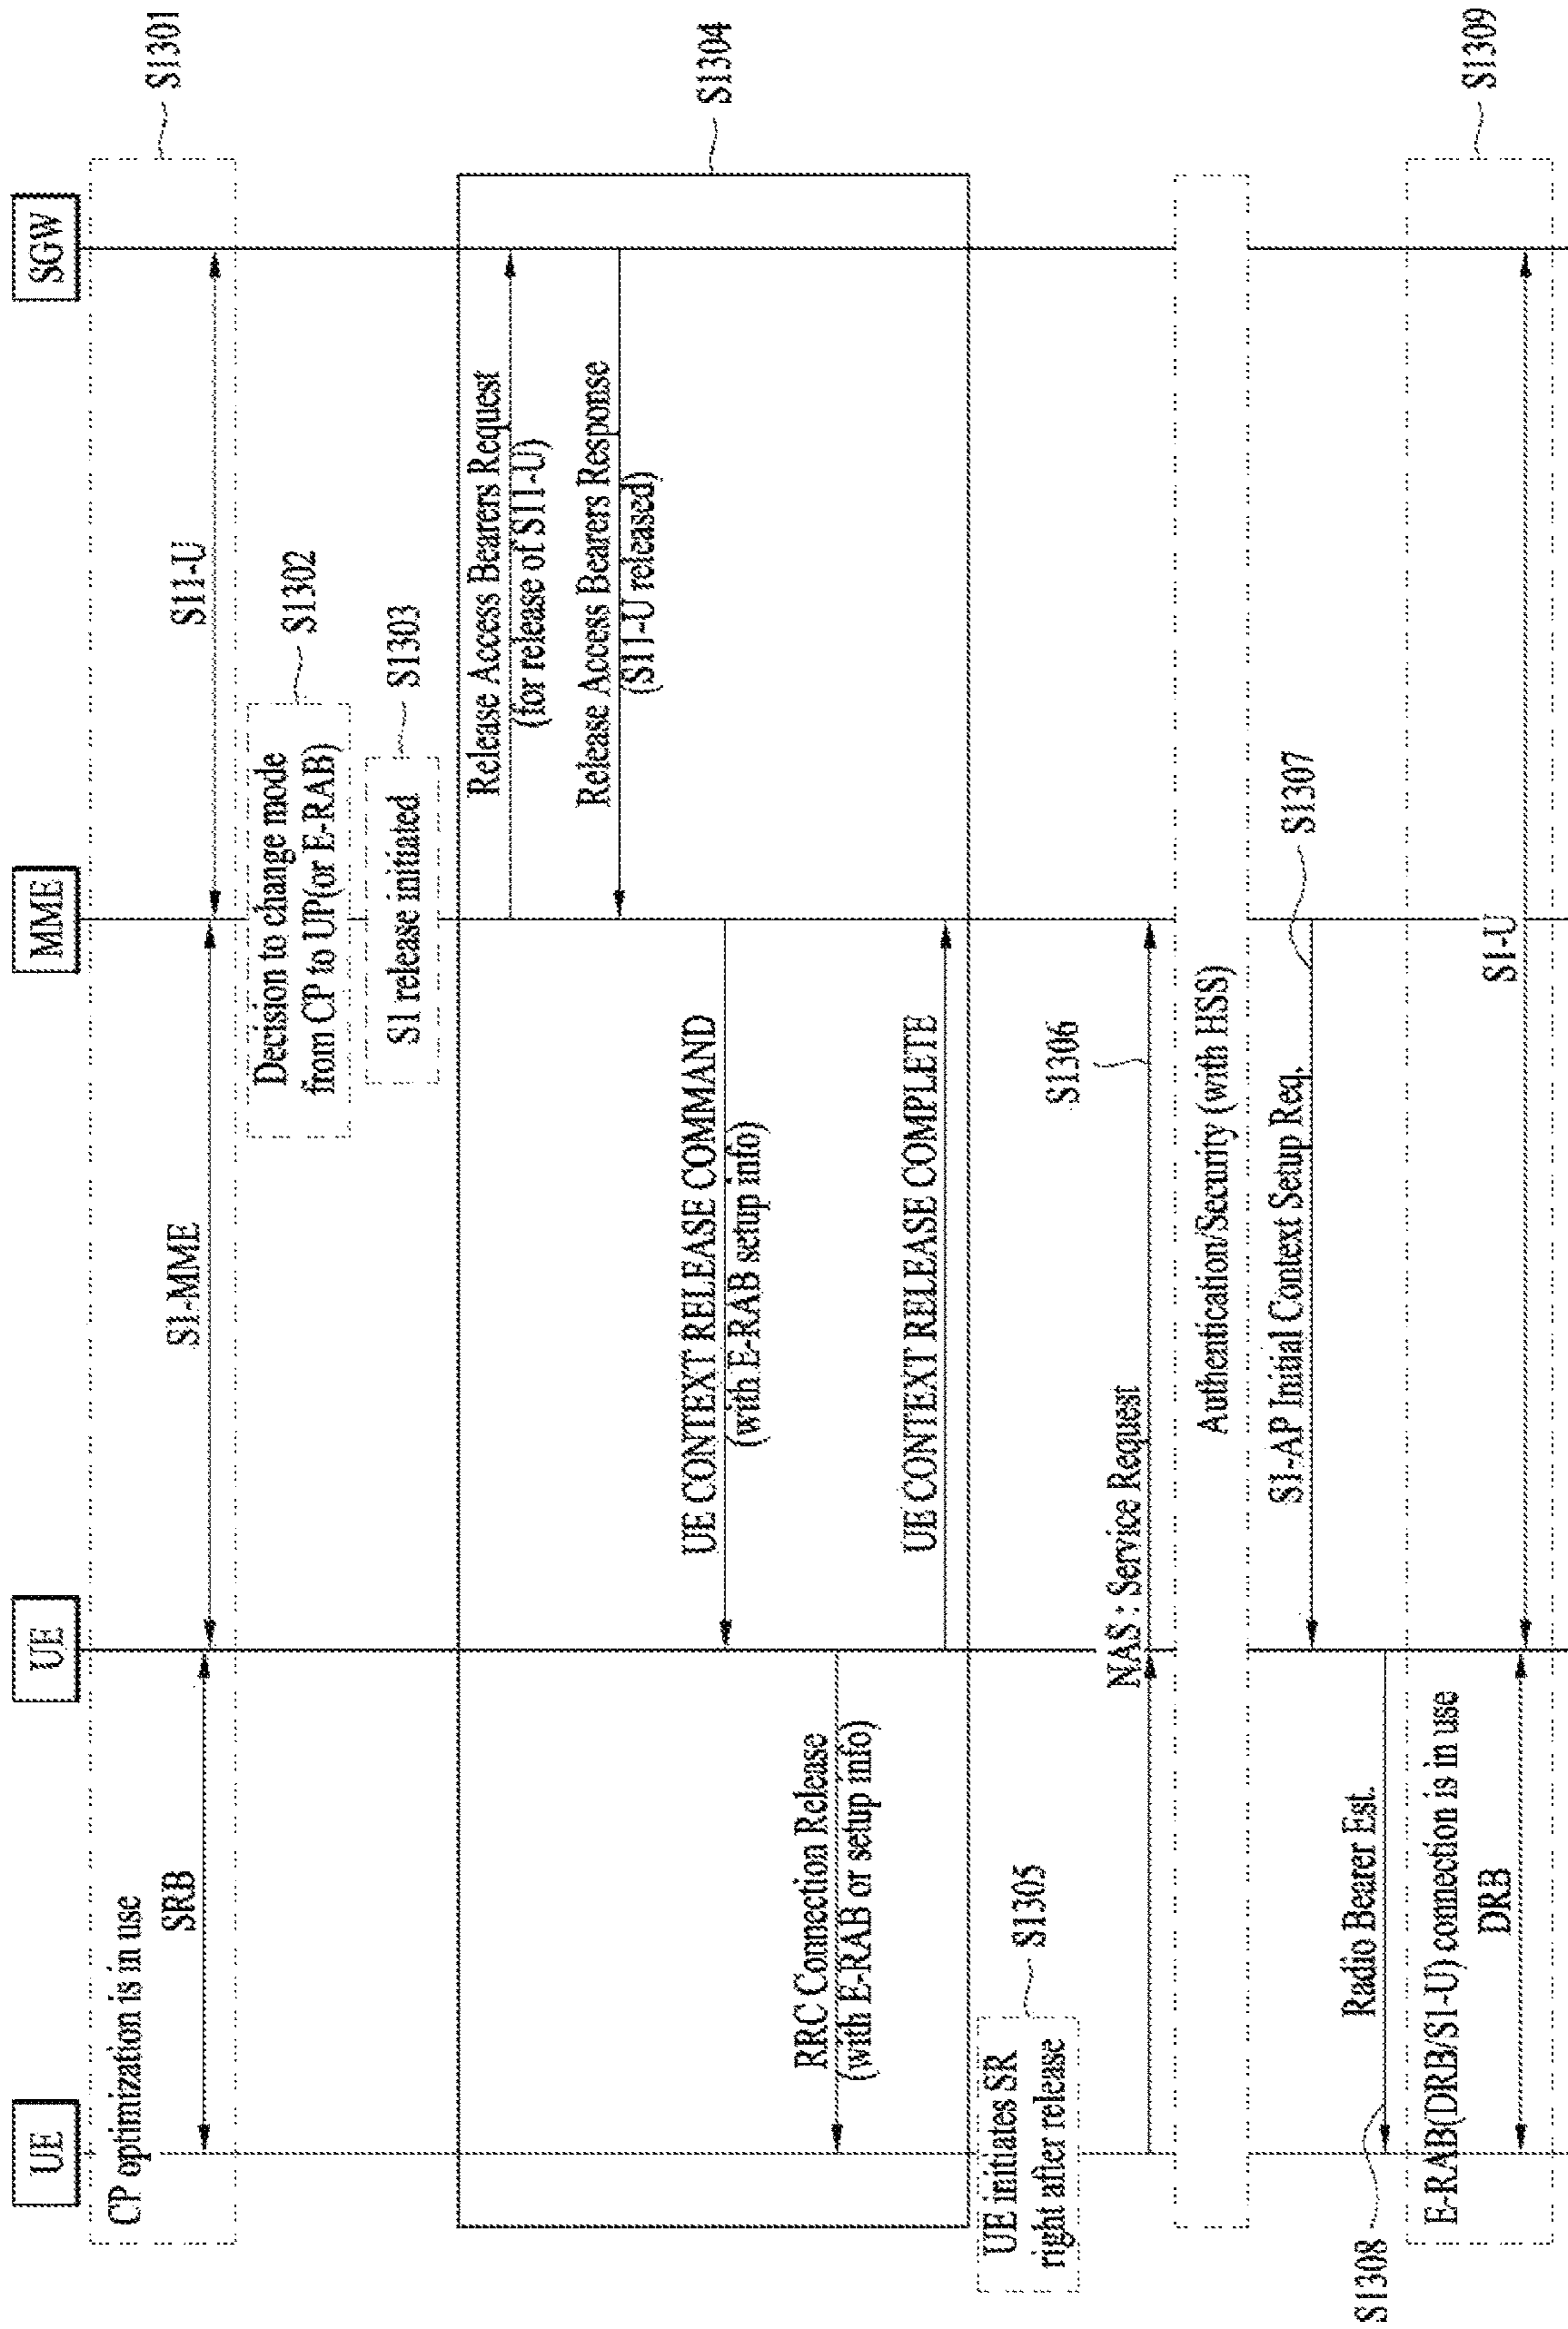 UE
UE
MME
SGW
CP optimization is in use
SRB
S1-MME
S11-U
S1301
Decision to change mode
from CP to UP(or E-RAB)
S1302
S1 release initiated
S1303
Release Access Bearers Request
(for release of S11-U)
Release Access Bearers Response
(S11-U released)
S1304
UE CONTEXT RELEASE COMMAND
(with E-RAB setup info)
RRC Connection Release
(with E-RAB or setup info)
UE CONTEXT RELEASE COMPLETE
UE initiates SR
right after release
S1305
NAS : Service Request
S1306
Authentication/Security (with HSS)
S1-AP Initial Context Setup Req.
S1307
Radio Bearer Est.
S1308
E-RAB(DRB/S1-U) connection is in use
DRB
S1-U
S1309